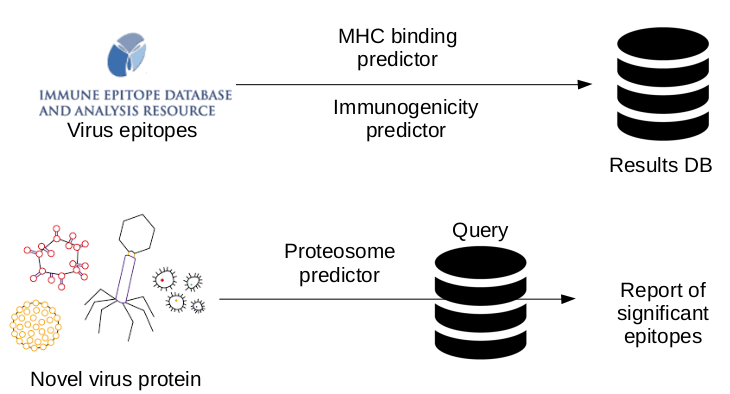 MHC binding
predictor
IMMUNE EPITOPE DATABASE
AND ANALYSIS RESOURCE
Virus epitopes
Immunogenicity
predictor
Results DB
Query
Proteosome
predictor
Report of
significant
epitopes
Novel virus protein